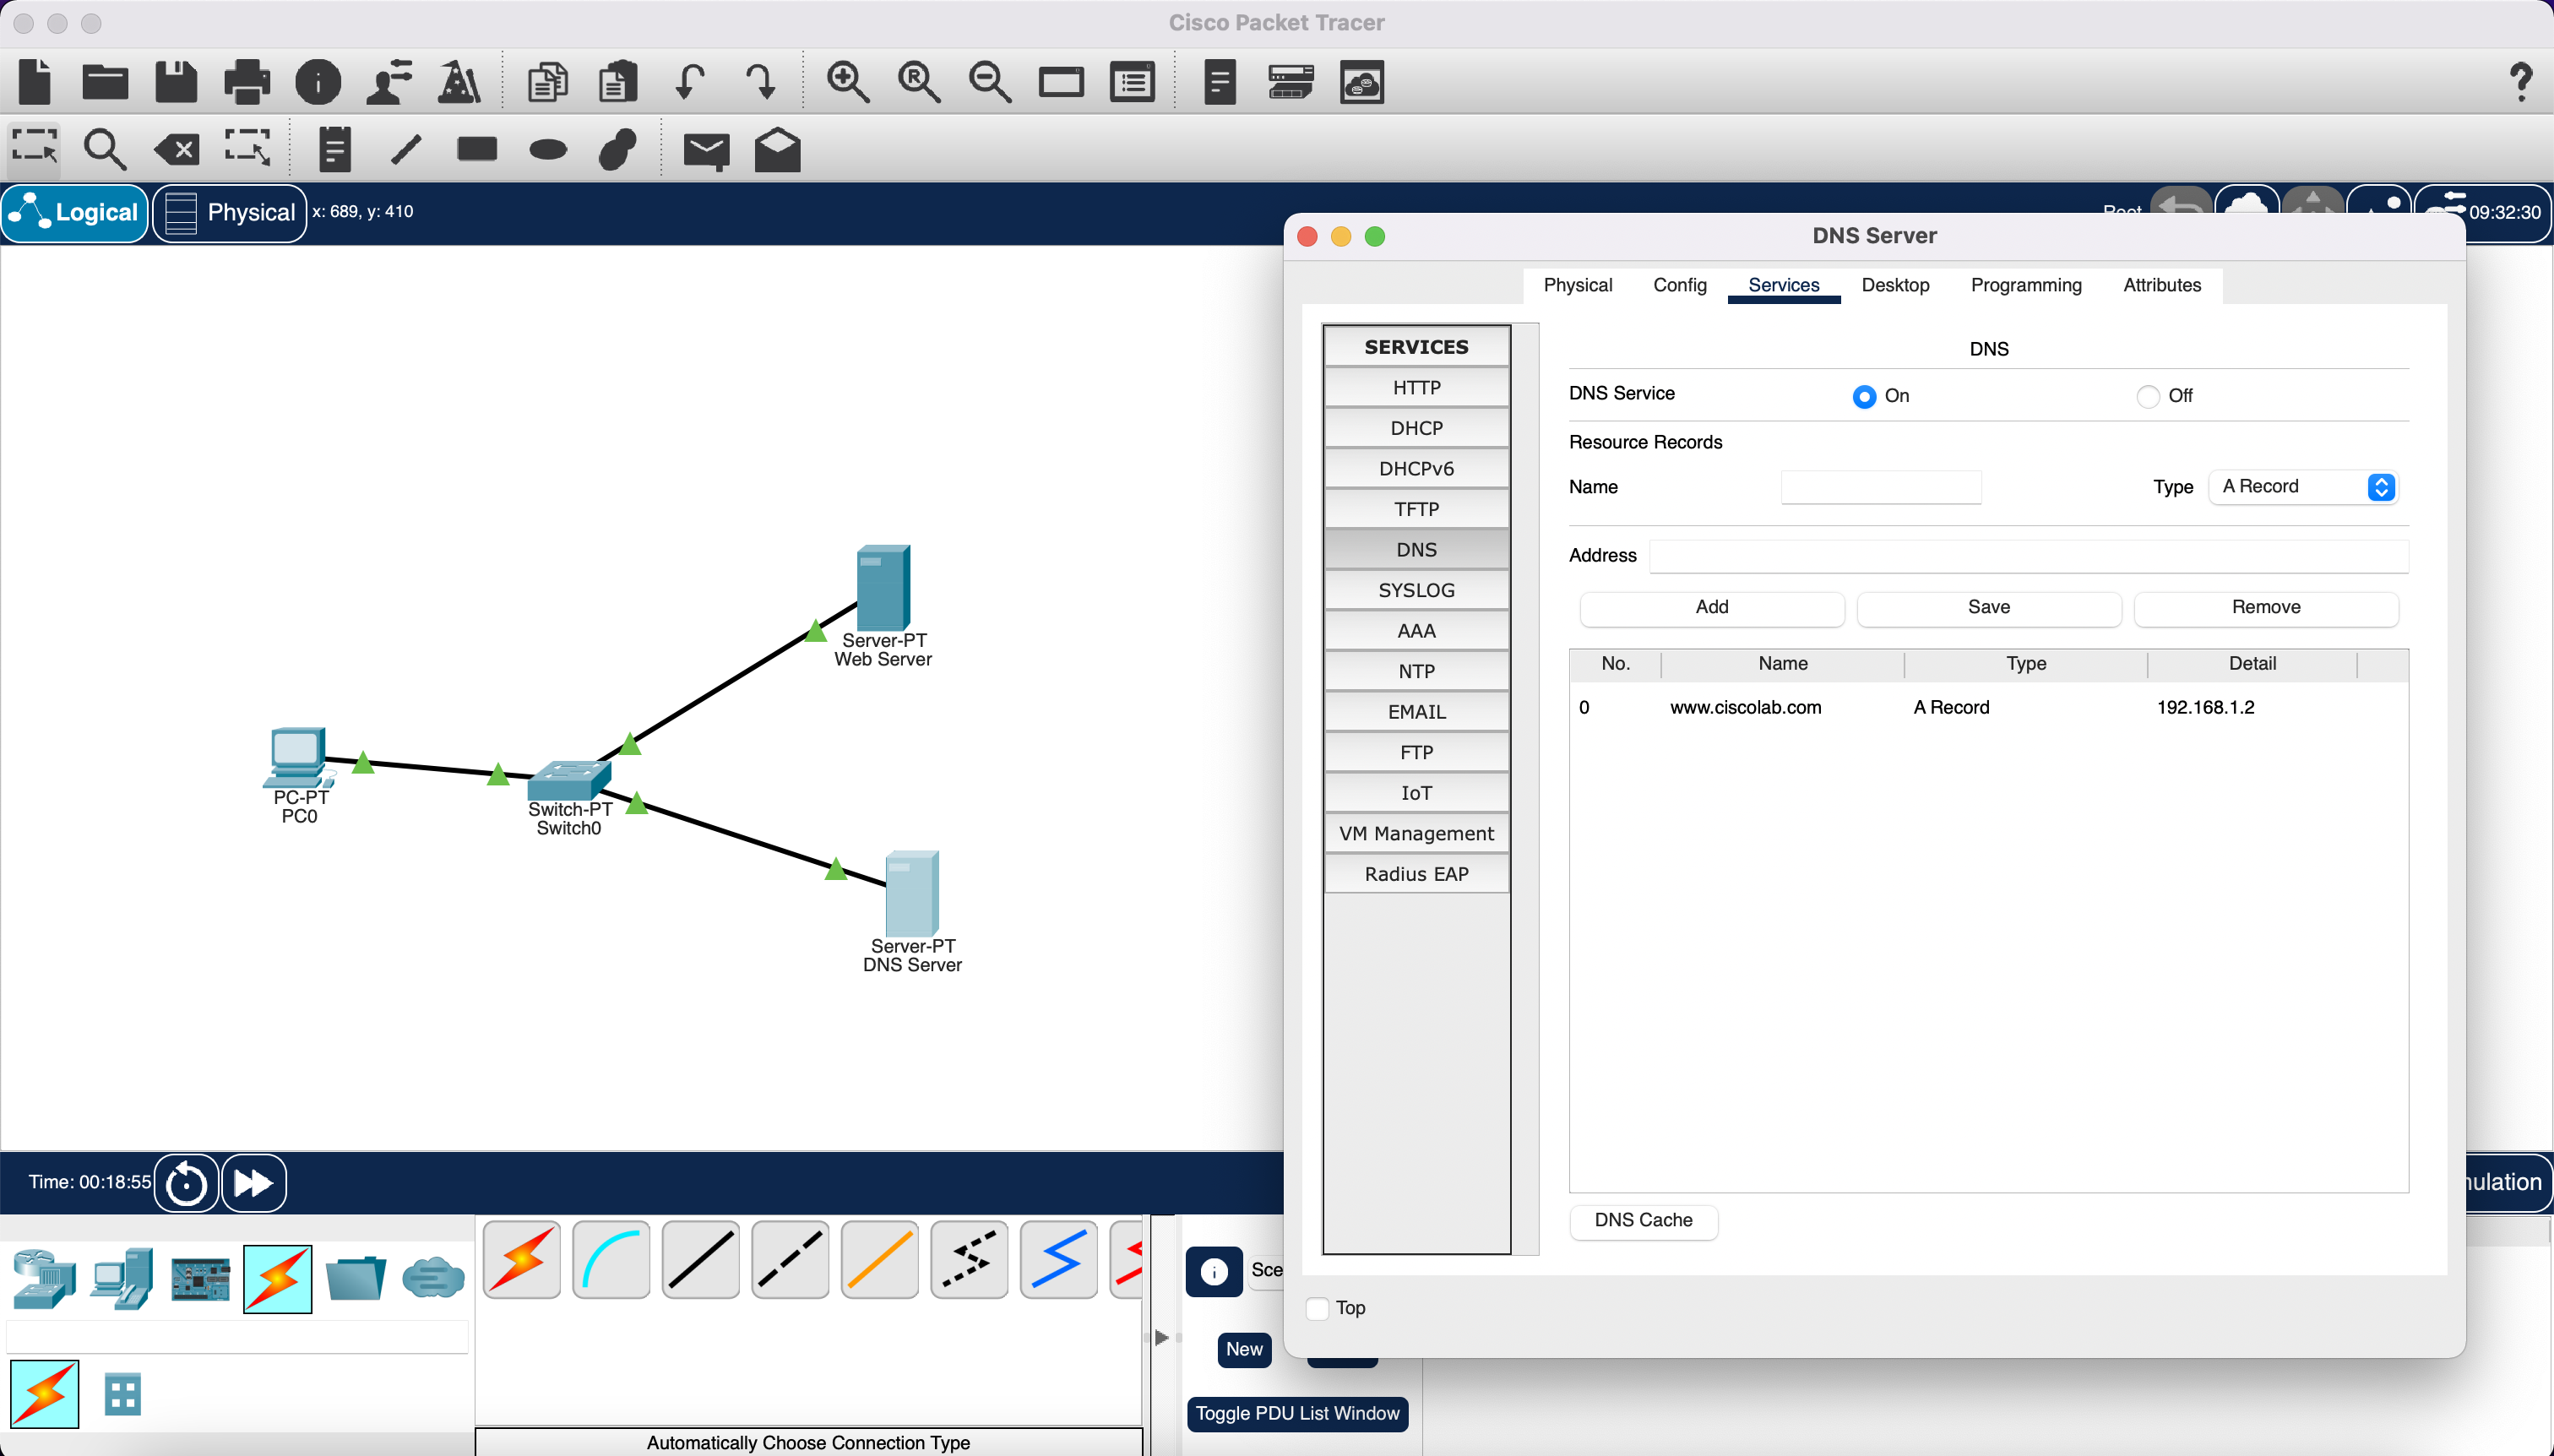 Cisco Packet Tracer
Logical
Physical
x: 689, y: 410
09:32:30
DNS Server
Physical
Config
Services
Desktop
Programming
Attributes
SERVICES
HTTP
DHCP
DHCPv6
TFTP
DNS
SYSLOG
AAA
NTP
EMAIL
FTP
IoT
VM Management
Radius EAP
DNS
DNS Service
On
Off
Resource Records
Name
Type
A Record
Address
Add
Save
Remove
No.
Name
Type
Detail
0
www.ciscolab.com
A Record
192.168.1.2
DNS Cache
Top
Server-PT
Web Server
PC-PT
PC0
Switch-PT
Switch0
Server-PT
DNS Server
Time: 00:18:55
nulation
Sce
New
Toggle PDU List Window
Automatically Choose Connection Type